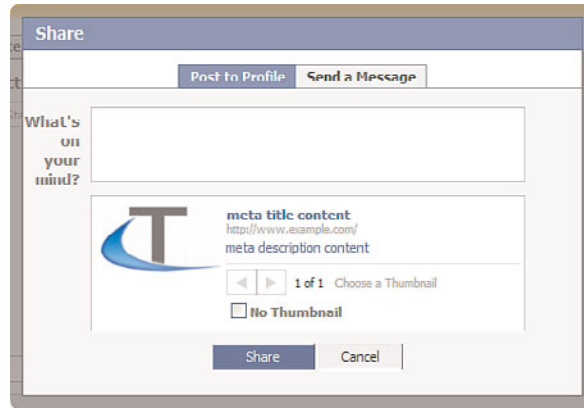 Share
Post to Profile Send a Message
What's
on
your
mind?
T
meta title content
http://www.example.com/
meta description content
1 of 1 Choose a Thumbnail
No Thumbnail
Share Cancel